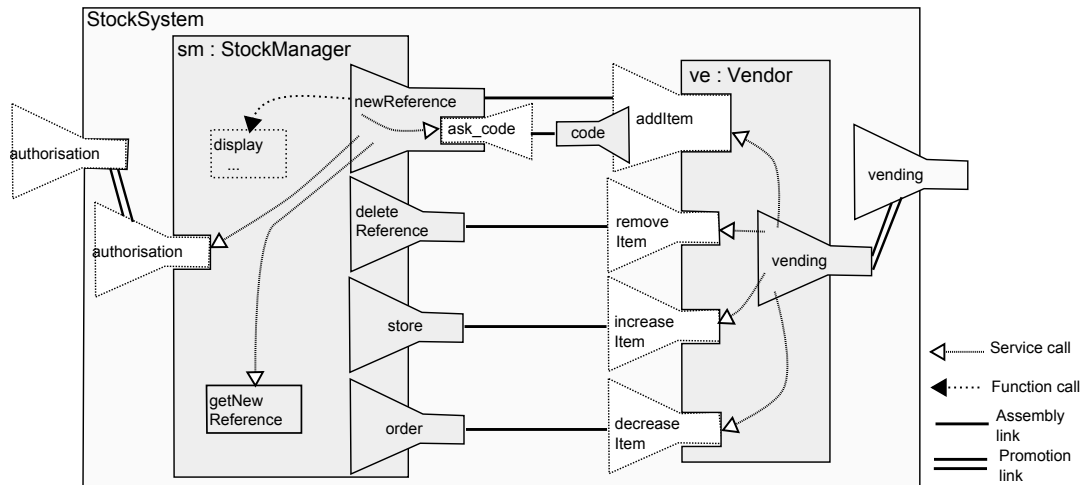 StockSystem
sm : StockManager
ve : Vendor
newReference
ask_code
code
addItem
display
...
authorisation
authorisation
vending
delete
Reference
remove
Item
vending
store
increase
Item
getNew
Reference
order
decrease
Item
Service call
Function call
Assembly
link
Promotion
link